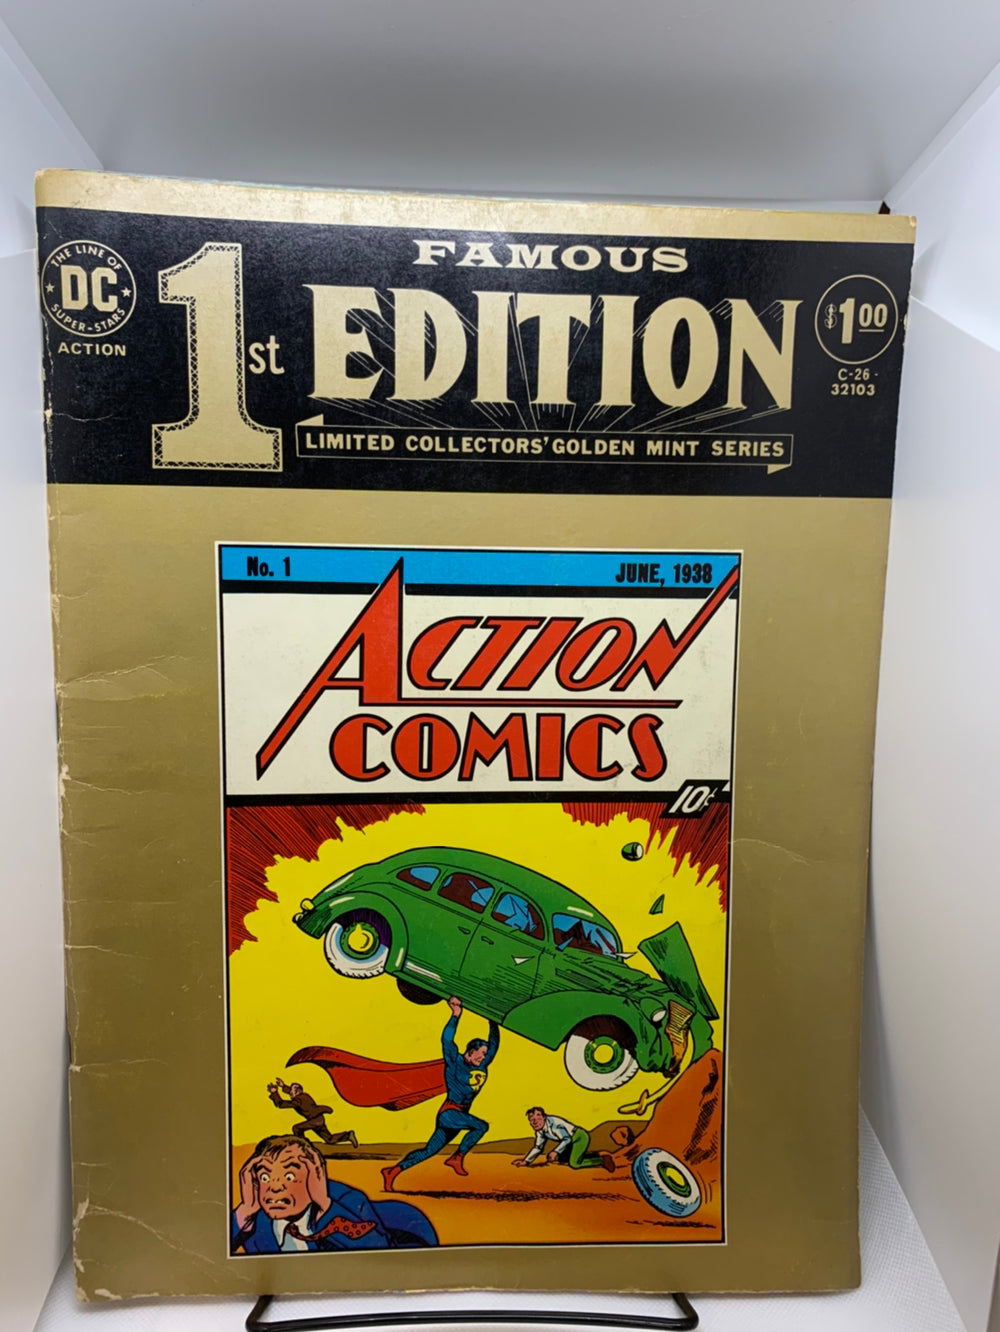 THE LINE OF
DC
SUPER-STARS
ACTION
FAMOUS
1st EDITION
LIMITED COLLECTORS' GOLDEN MINT SERIES
$1.00
C-26
32103
No. 1
JUNE, 1938
ACTION
COMICS
10¢
S